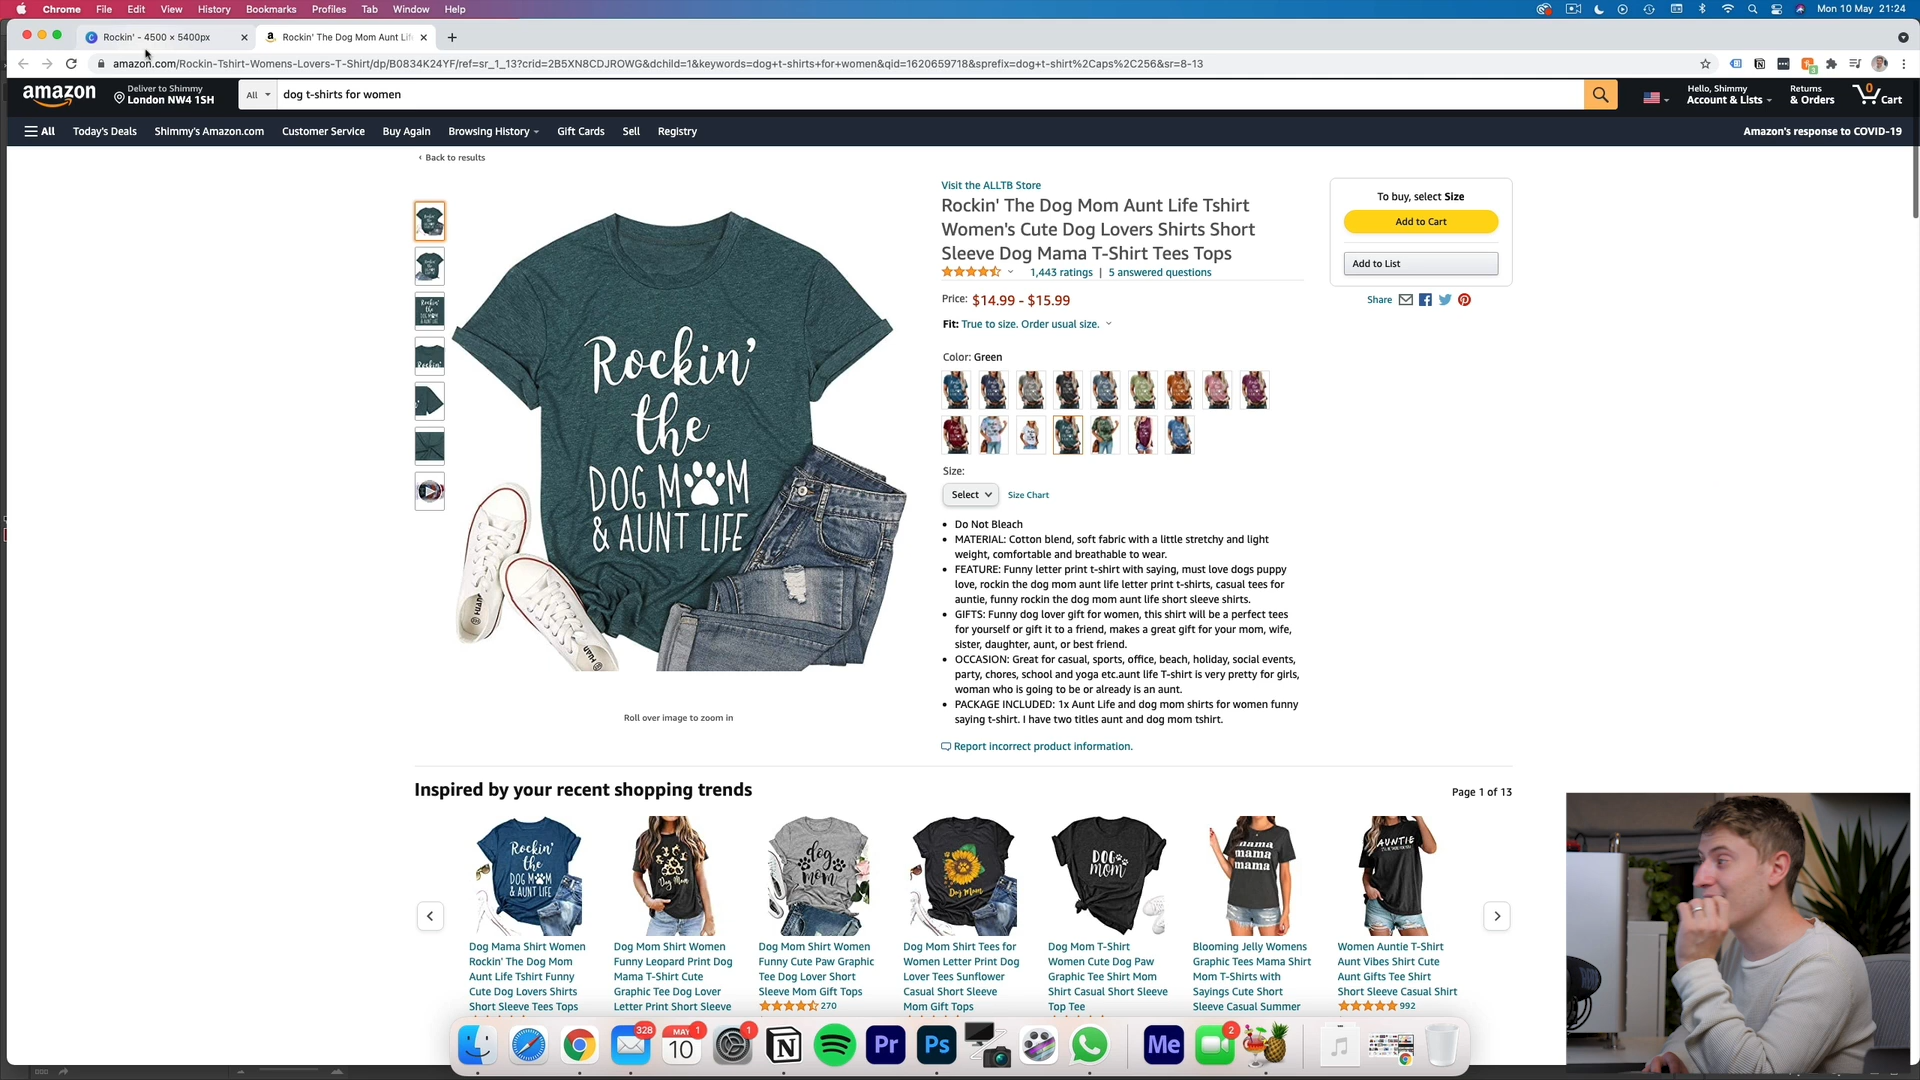 Chrome File Edit View History Bookmarks Profiles Tab Window Help Mon 10 May 21:24
Rockin' - 4500 × 5400px Rockin' The Dog Mom Aunt Li
amazon.com/Rockin-Tshirt-Womens-Lovers-T-Shirt/dp/B0834K24YF/ref=sr_1_13?crid=2B5XN8CDJROWG&dchild=1&keywords=dog+t-shirts+for+women&qid=1620659718&sprefix=dog+t-shirt%2Caps%2C256&sr=8-13
amazon
Deliver to Shimmy
London NW4 1SH
All dog t-shirts for women
Hello, Shimmy
Account & Lists
Returns
& Orders
0
Cart
All Today's Deals Shimmy's Amazon.com Customer Service Buy Again Browsing History Gift Cards Sell Registry Amazon's response to COVID-19
‹ Back to results
Rockin'
the
DOG MOM
& AUNT LIFE
Roll over image to zoom in
Visit the ALLTB Store
Rockin' The Dog Mom Aunt Life Tshirt
Women's Cute Dog Lovers Shirts Short
Sleeve Dog Mama T-Shirt Tees Tops
1,443 ratings | 5 answered questions
Price: $14.99 - $15.99
Fit: True to size. Order usual size.
Color: Green
Size:
Select Size Chart
• Do Not Bleach
• MATERIAL: Cotton blend, soft fabric with a little stretchy and light
weight, comfortable and breathable to wear.
• FEATURE: Funny letter print t-shirt with saying, must love dogs puppy
love, rockin the dog mom aunt life letter print t-shirts, casual tees for
auntie, funny rockin the dog mom aunt life short sleeve shirts.
• GIFTS: Funny dog lover gift for women, this shirt will be a perfect tees
for yourself or gift it to a friend, makes a great gift for your mom, wife,
sister, daughter, aunt, or best friend.
• OCCASION: Great for casual, sports, office, beach, holiday, social events,
party, chores, school and yoga etc.aunt life T-shirt is very pretty for girls,
woman who is going to be or already is an aunt.
• PACKAGE INCLUDED: 1x Aunt Life and dog mom shirts for women funny
saying t-shirt. I have two titles aunt and dog mom tshirt.
Report incorrect product information.
To buy, select Size
Add to Cart
Add to List
Share
Inspired by your recent shopping trends
Page 1 of 13
Rockin'
the
DOG MOM
& AUNT LIFE
Dog Mom
dog
mom
Dog Mom
DOG
MOM
mama
mama
mama
AUNTIE
Dog Mama Shirt Women
Rockin' The Dog Mom
Aunt Life Tshirt Funny
Cute Dog Lovers Shirts
Short Sleeve Tees Tops
Dog Mom Shirt Women
Funny Leopard Print Dog
Mama T-Shirt Cute
Graphic Tee Dog Lover
Letter Print Short Sleeve
Dog Mom Shirt Women
Funny Cute Paw Graphic
Tee Dog Lover Short
Sleeve Mom Gift Tops
270
Dog Mom Shirt Tees for
Women Letter Print Dog
Lover Tees Sunflower
Casual Short Sleeve
Mom Gift Tops
Dog Mom T-Shirt
Women Cute Dog Paw
Graphic Tee Shirt Mom
Shirt Casual Short Sleeve
Top Tee
Blooming Jelly Womens
Graphic Tees Mama Shirt
Mom T-Shirts with
Sayings Cute Short
Sleeve Casual Summer
Women Auntie T-Shirt
Aunt Vibes Shirt Cute
Aunt Gifts Tee Shirt
Short Sleeve Casual Shirt
992
328
MAY 1
10
1
Pr
Ps
Me
2